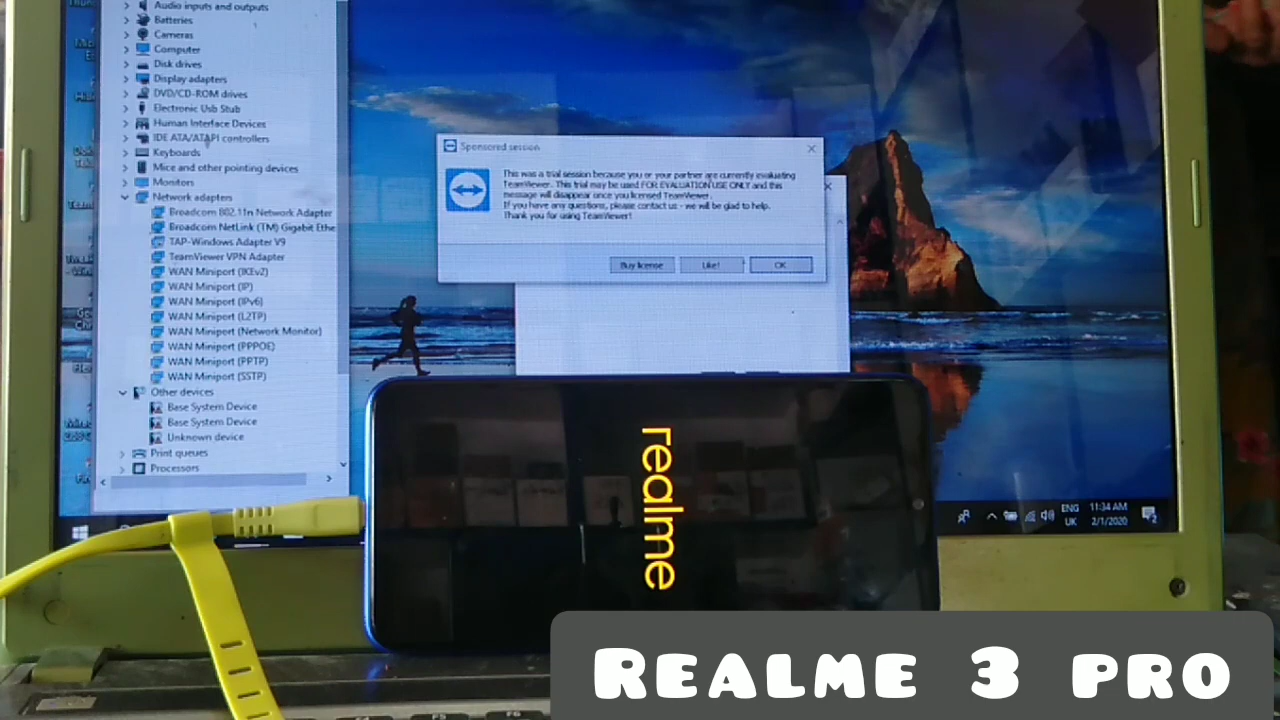 Audio inputs and outputs
Batteries
Cameras
Computer
Disk drives
Display adapters
DVD/CD-ROM drives
Electronic Usb Stub
Human Interface Devices
IDE ATA/ATAPI controllers
Keyboards
Mice and other pointing devices
Monitors
Network adapters
Broadcom 802.11n Network Adapter
Broadcom NetLink (TM) Gigabit Ethe
TAP-Windows Adapter V9
TeamViewer VPN Adapter
WAN Miniport (IKEv2)
WAN Miniport (IP)
WAN Miniport (IPv6)
WAN Miniport (L2TP)
WAN Miniport (Network Monitor)
WAN Miniport (PPPOE)
WAN Miniport (PPTP)
WAN Miniport (SSTP)
Other devices
Base System Device
Base System Device
Unknown device
Print queues
Processors
Sponsored session
This was a trial session because you or your partner are currently evaluating
TeamViewer. This trial may be used FOR EVALUATION USE ONLY and this
message will disappear once you licensed TeamViewer.
If you have any questions, please contact us - we will be glad to help.
Thank you for using TeamViewer!
Buy license
Like!
OK
realme
ENG
UK
11:34 AM
2/1/2020
REALME 3 PRO